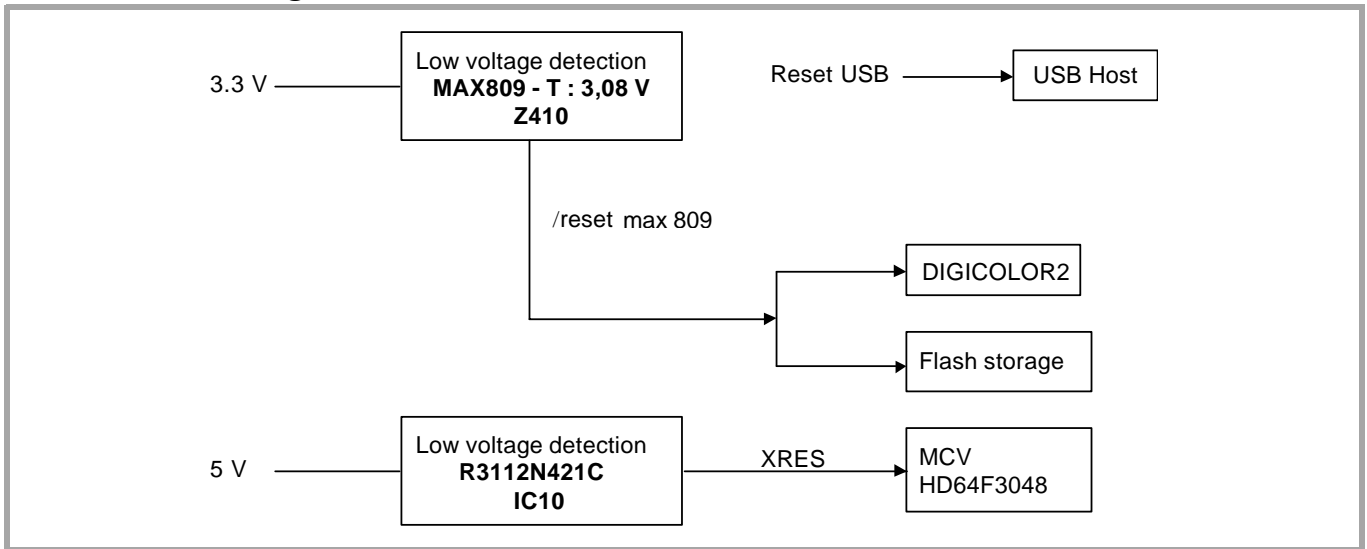 3.3 V
Low voltage detection
MAX809 - T : 3,08 V
Z410
Reset USB
USB Host
/reset max 809
DIGICOLOR2
Flash storage
5 V
Low voltage detection
R3112N421C
IC10
XRES
MCV
HD64F3048